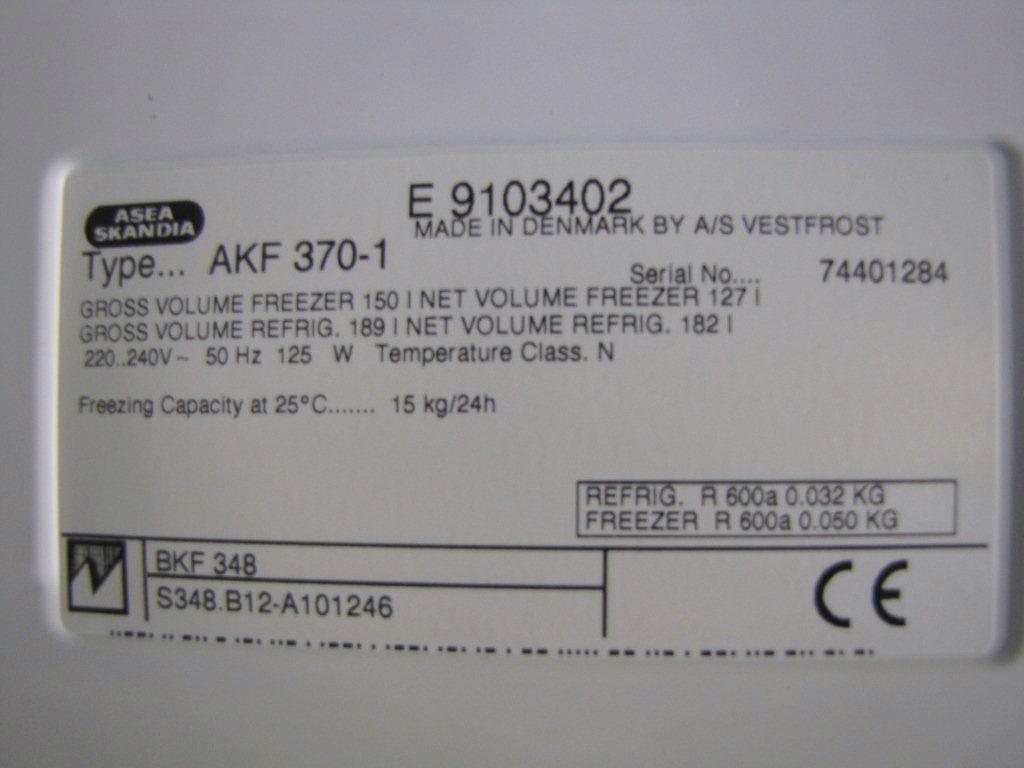 E 9103402
ASEA
SKANDIA
MADE IN DENMARK BY A/S VESTFROST
Type... AKF 370-1
Serial No.... 74401284
GROSS VOLUME FREEZER 150 l NET VOLUME FREEZER 127 l
GROSS VOLUME REFRIG. 189 l NET VOLUME REFRIG. 182 l
220..240V~ 50 Hz 125 W Temperature Class. N
Freezing Capacity at 25°C....... 15 kg/24h
REFRIG. R 600a 0.032 KG
FREEZER R 600a 0.050 KG
BKF 348
S348.B12-A101246
CE